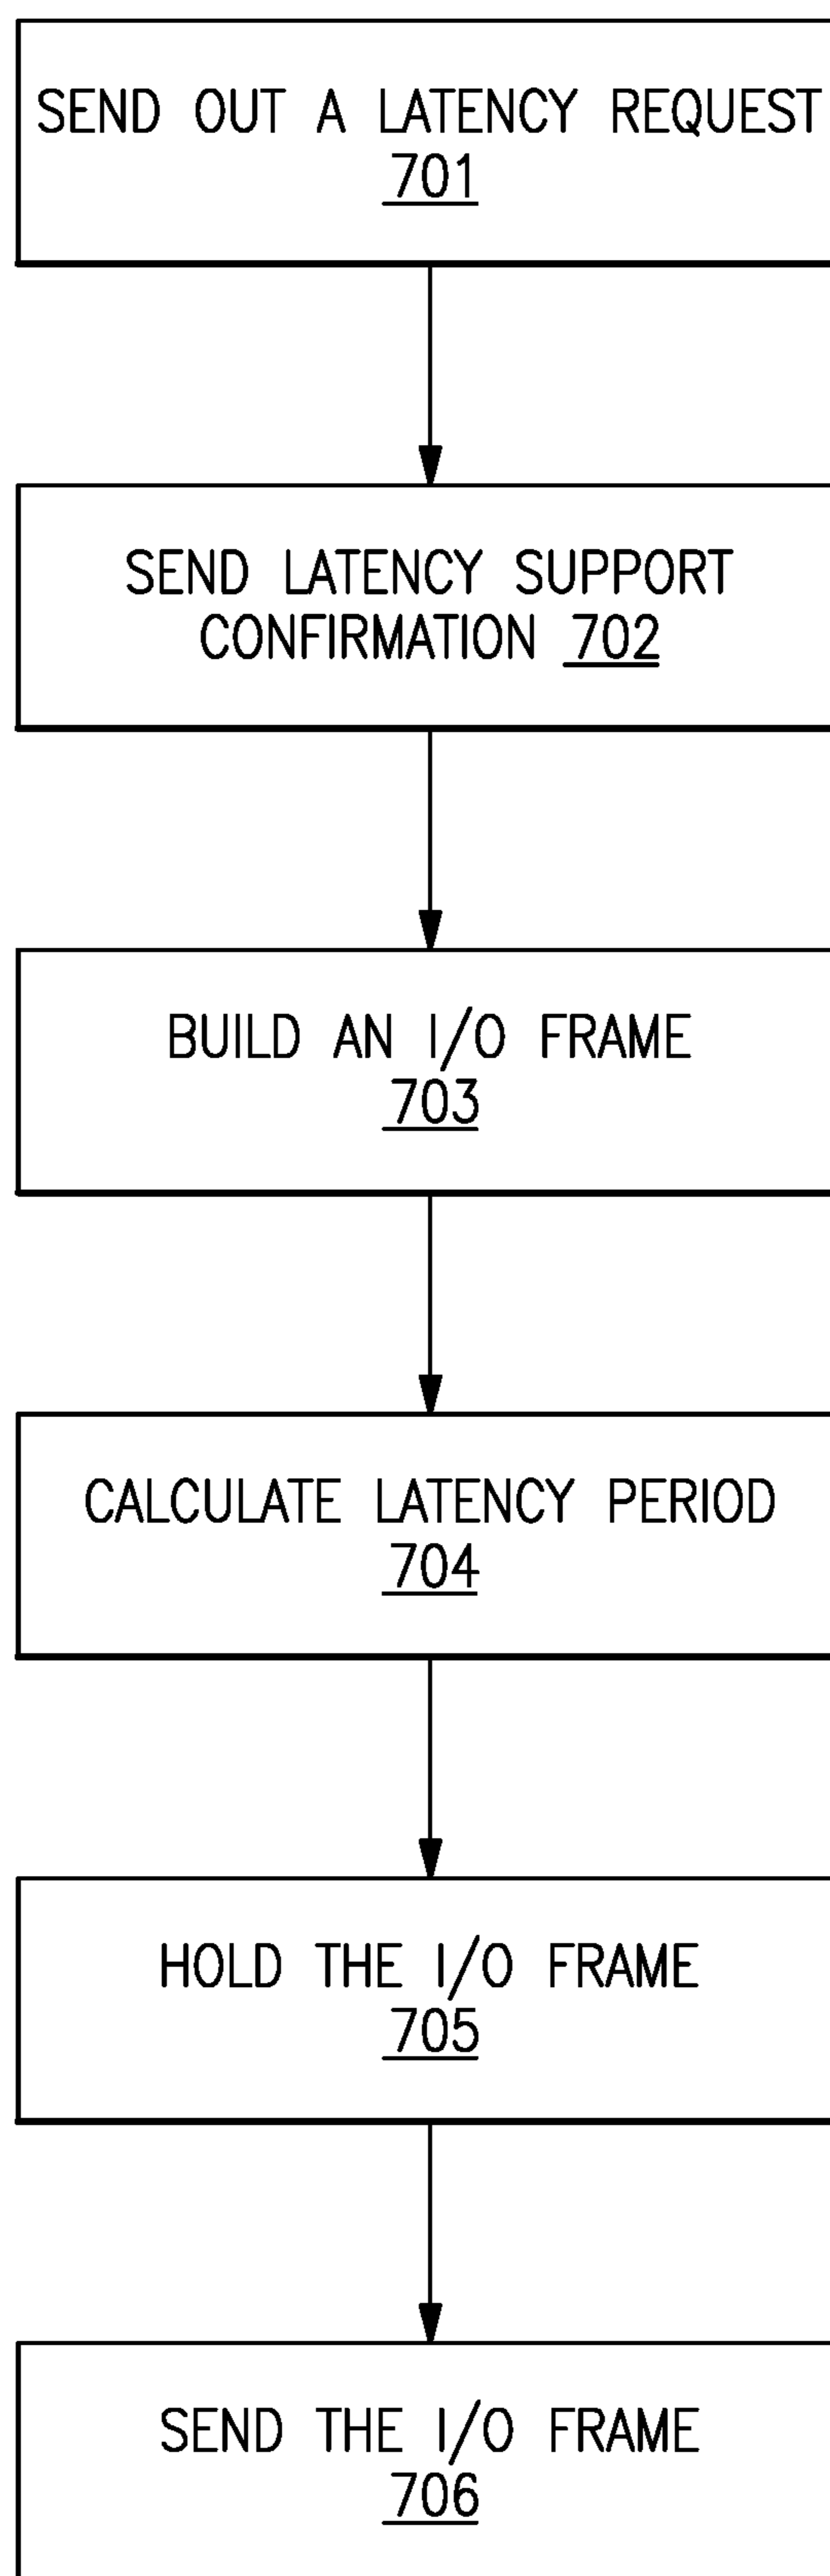 SEND OUT A LATENCY REQUEST
701
SEND LATENCY SUPPORT
CONFIRMATION 702
BUILD AN I/O FRAME
703
CALCULATE LATENCY PERIOD
704
HOLD THE I/O FRAME
705
SEND THE I/O FRAME
706